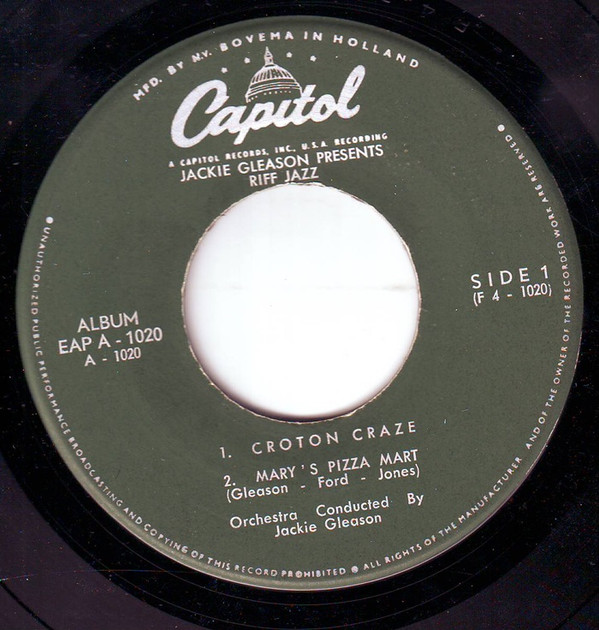 MFD. BY N.V. BOVEMA IN HOLLAND
Capitol
A CAPITOL RECORDS, INC., U.S.A. RECORDING
JACKIE GLEASON PRESENTS
RIFF JAZZ
SIDE 1
(F 4 - 1020)
ALBUM
EAP A - 1020
A - 1020
1. CROTON CRAZE
2. MARY'S PIZZA MART
(Gleason - Ford - Jones)
Orchestra Conducted By
Jackie Gleason
● UNAUTHORIZED PUBLIC PERFORMANCE BROADCASTING AND COPYING OF THIS RECORD PROHIBITED ● ALL RIGHTS OF THE MANUFACTURER AND OF THE OWNER OF THE RECORDED WORK ARE RESERVED ●